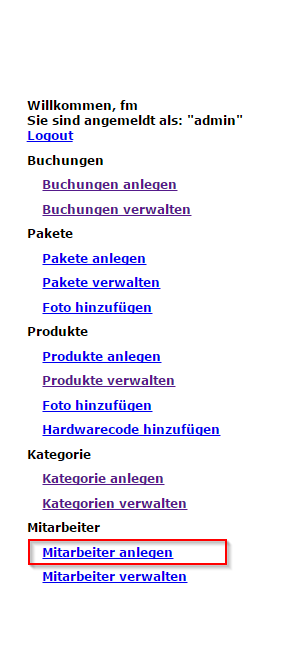 Willkommen, fm
Sie sind angemeldet als: "admin"
Logout
Buchungen
Buchungen anlegen
Buchungen verwalten
Pakete
Pakete anlegen
Pakete verwalten
Foto hinzufügen
Produkte
Produkte anlegen
Produkte verwalten
Foto hinzufügen
Hardwarecode hinzufügen
Kategorie
Kategorie anlegen
Kategorien verwalten
Mitarbeiter
Mitarbeiter anlegen
Mitarbeiter verwalten